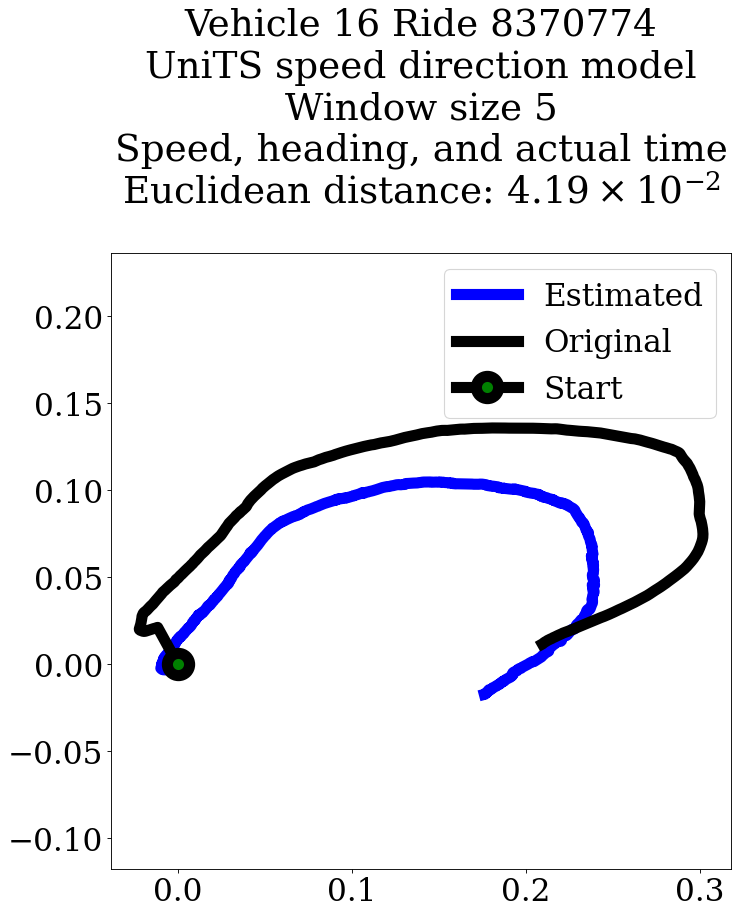 Vehicle 16 Ride 8370774
UniTS speed direction model
Window size 5
Speed, heading, and actual time
Euclidean distance: 4.19 × 10⁻²
Estimated
Original
Start
0.20
0.15
0.10
0.05
0.00
−0.05
−0.10
0.0 0.1 0.2 0.3